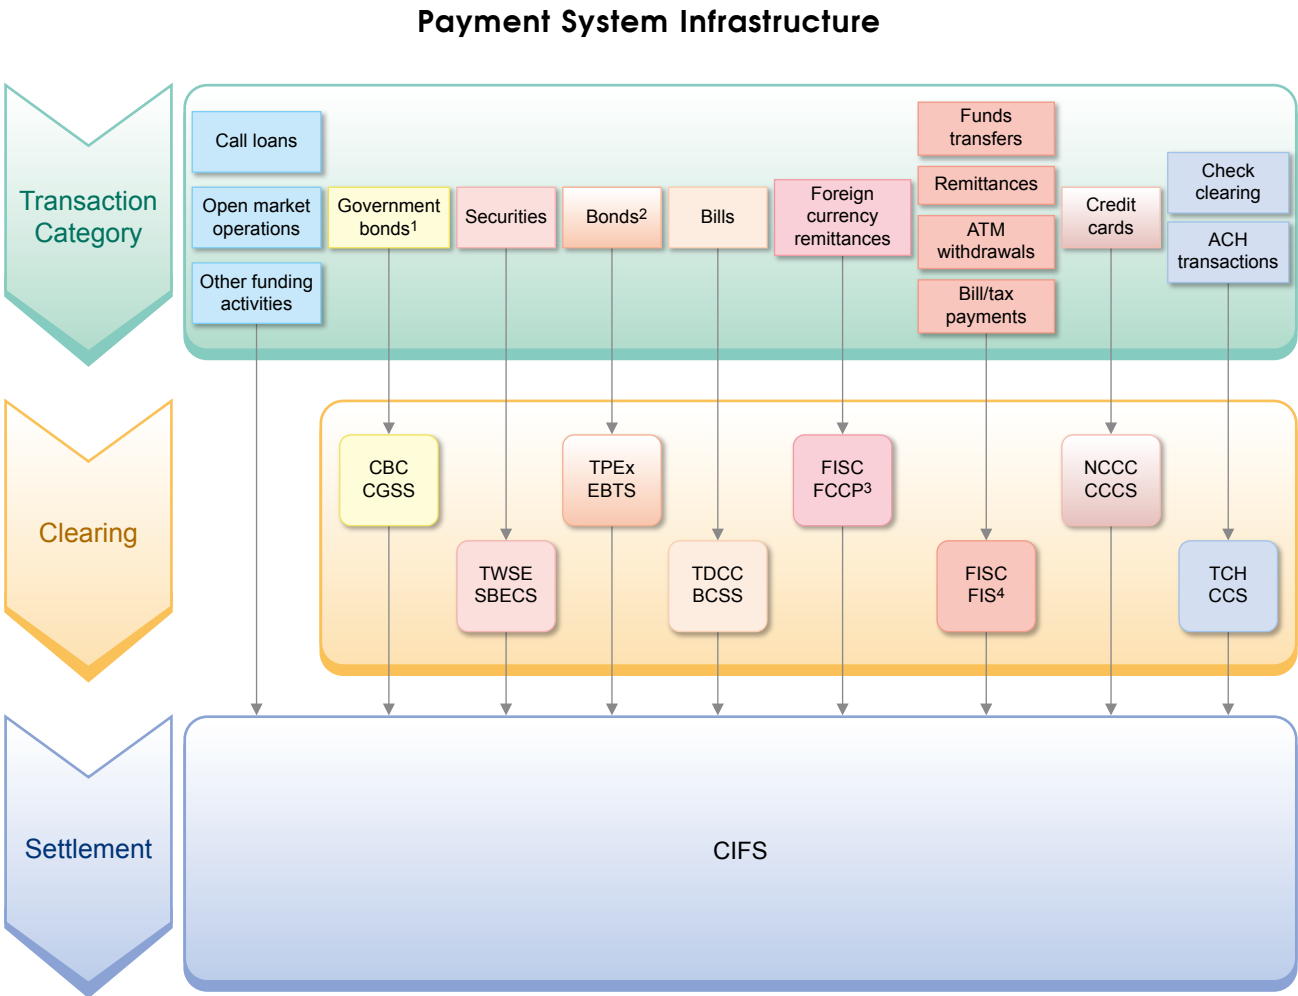 Payment System Infrastructure
Transaction
Category
Call loans
Open market
operations
Other funding
activities
Government
bonds1
Securities
Bonds2
Bills
Foreign
currency
remittances
Funds
transfers
Remittances
ATM
withdrawals
Bill/tax
payments
Credit
cards
Check
clearing
ACH
transactions
Clearing
CBC
CGSS
TWSE
SBECS
TPEx
EBTS
TDCC
BCSS
FISC
FCCP3
FISC
FIS4
NCCC
CCCS
TCH
CCS
Settlement
CIFS